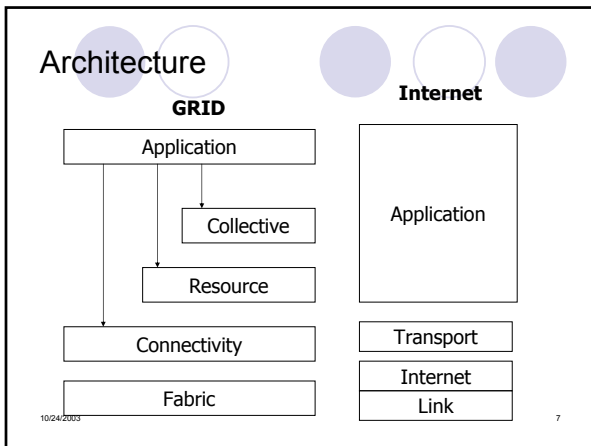 Architecture
GRID
Internet
Application
Collective
Resource
Connectivity
Fabric
Application
Transport
Internet
Link
10/24/2003
7